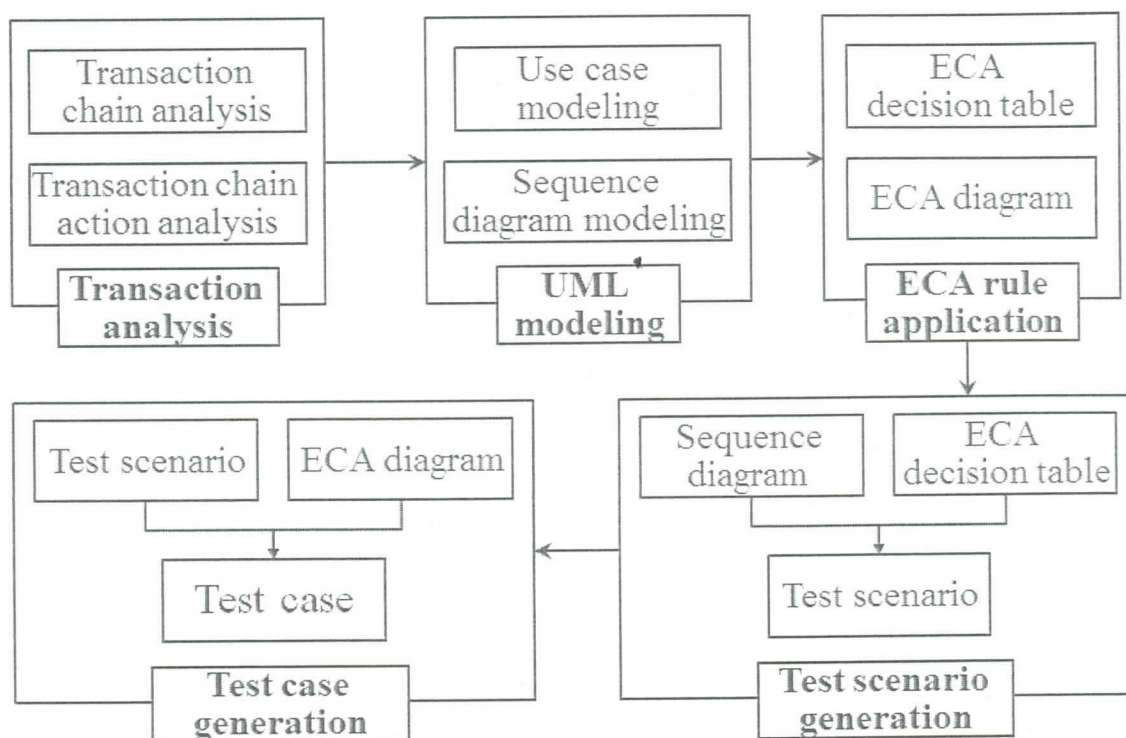 Transaction
chain analysis
Transaction chain
action analysis
Transaction
analysis
Use case
modeling
Sequence
diagram modeling
UML
modeling
ECA
decision table
ECA diagram
ECA rule
application
Sequence
diagram
ECA
decision table
Test scenario
Test scenario
generation
Test scenario
ECA diagram
Test case
Test case
generation